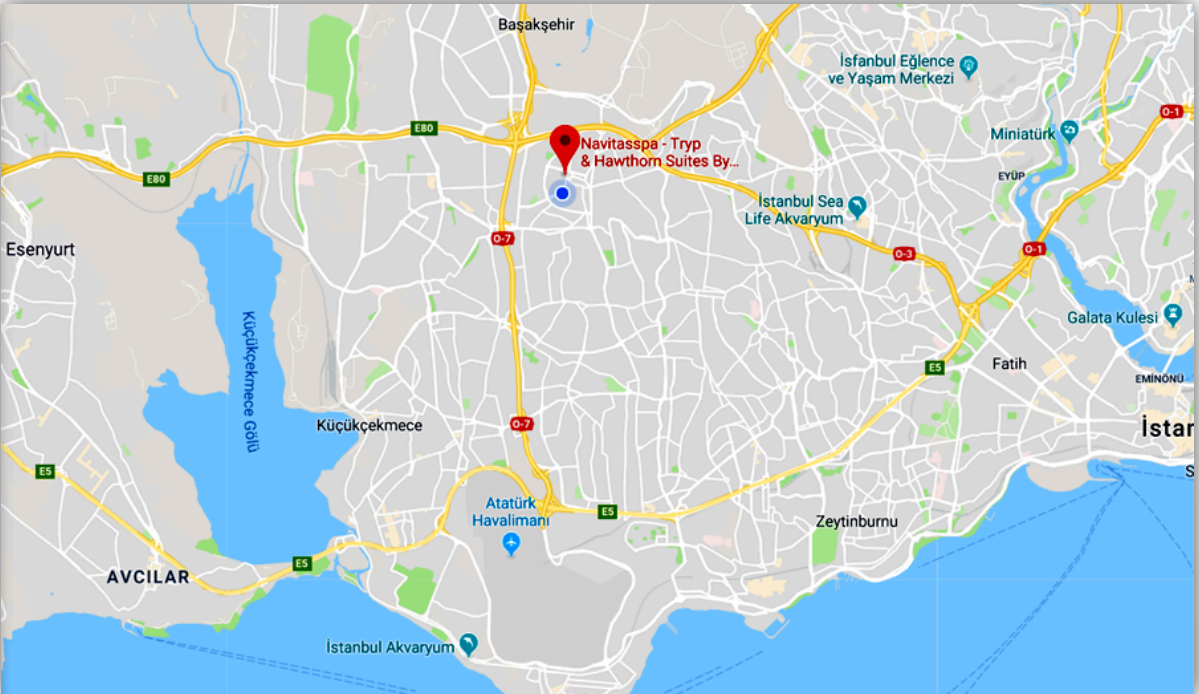 Başakşehir
İsfanbul Eğlence
ve Yaşam Merkezi
O-1
E80
Miniatürk
Navitasspa - Tryp
& Hawthorn Suites By...
E80
EYÜP
İstanbul Sea
Life Akvaryum
O-7
Esenyurt
O-3
O-1
Galata Kulesi
Küçükçekmece Gölü
E5
Fatih
EMİNÖNÜ
Küçükçekmece
O-7
İstar
E5
S
Atatürk
Havalimanı
E5
Zeytinburnu
E5
AVCILAR
İstanbul Akvaryum